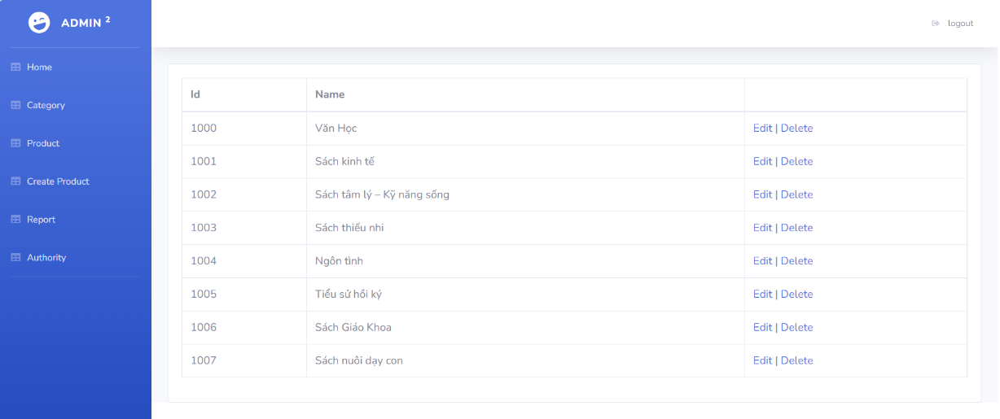 ADMIN 2
logout
Home
Category
Product
Create Product
Report
Authority
Id Name
1000 Văn Học Edit | Delete
1001 Sách kinh tế Edit | Delete
1002 Sách tâm lý – Kỹ năng sống Edit | Delete
1003 Sách thiếu nhi Edit | Delete
1004 Ngôn tình Edit | Delete
1005 Tiểu sử hồi ký Edit | Delete
1006 Sách Giáo Khoa Edit | Delete
1007 Sách nuôi dạy con Edit | Delete